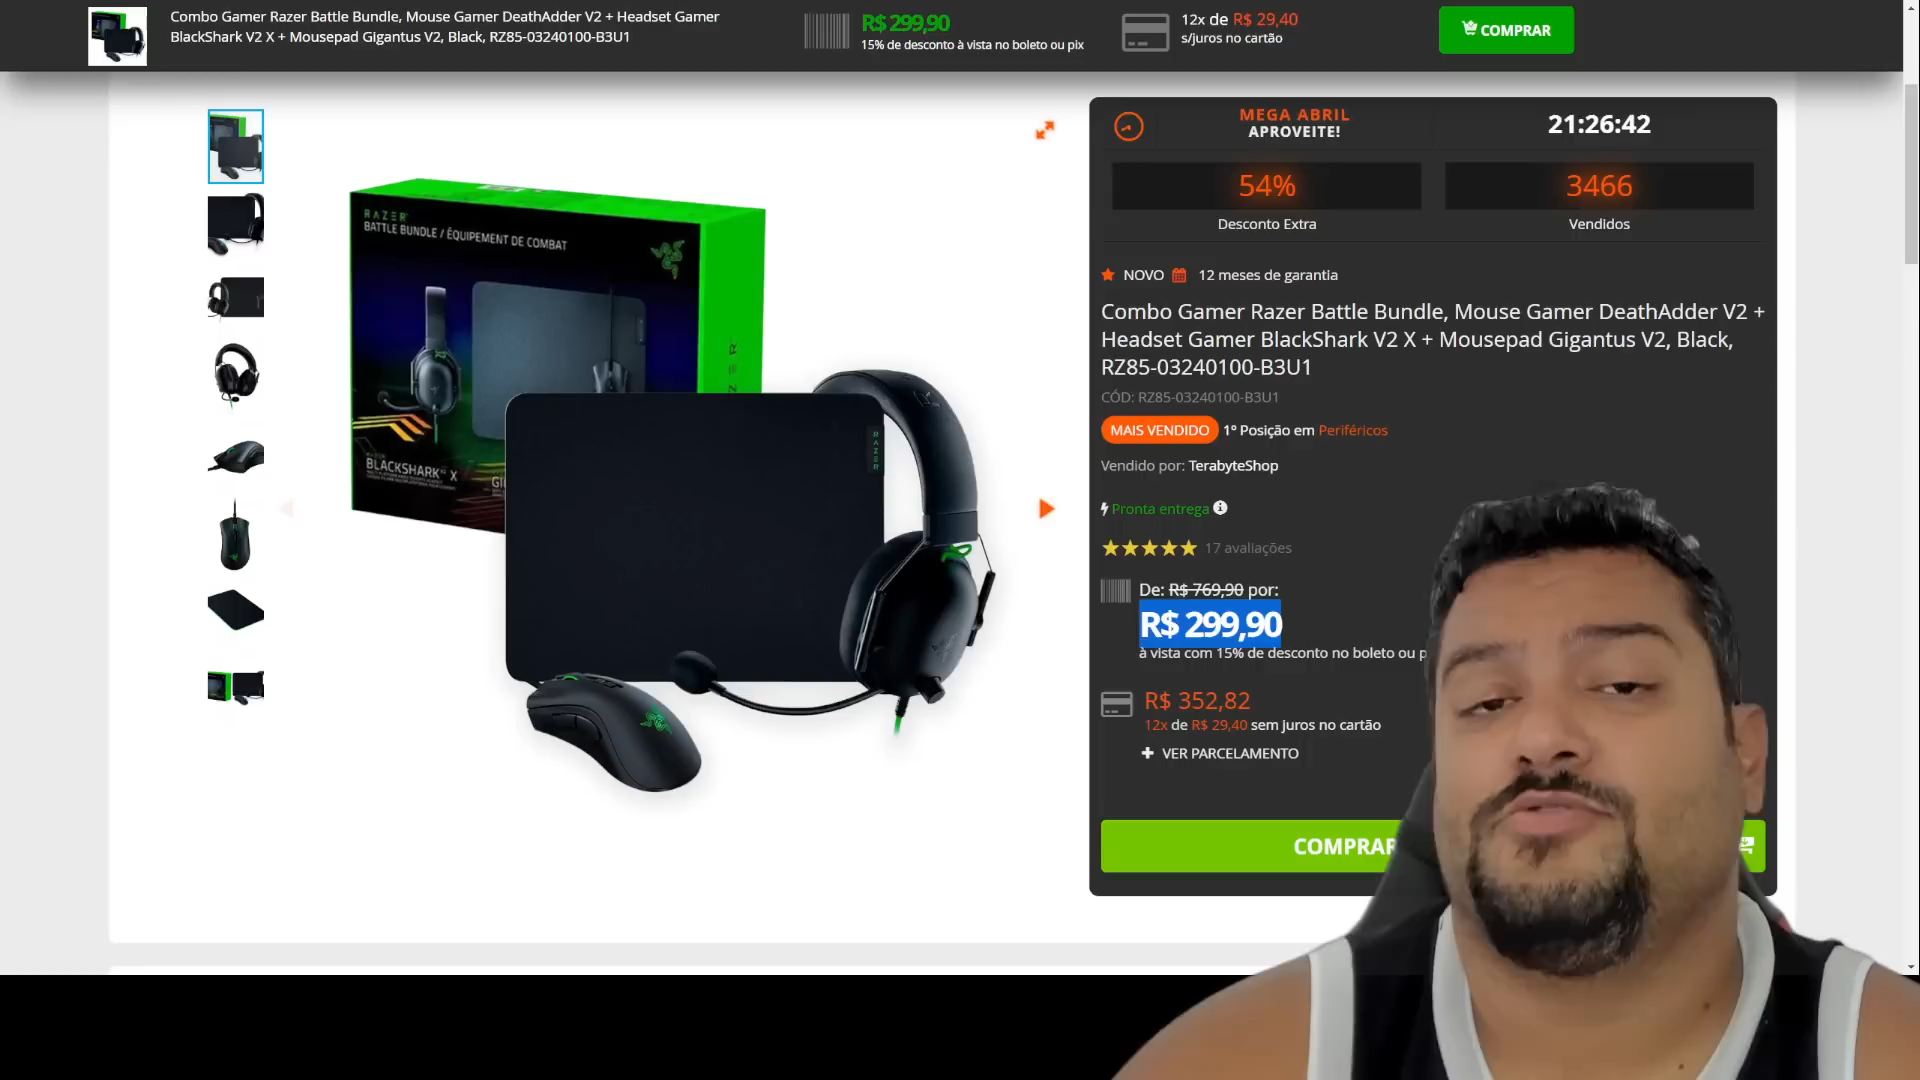 Combo Gamer Razer Battle Bundle, Mouse Gamer DeathAdder V2 + Headset Gamer
BlackShark V2 X + Mousepad Gigantus V2, Black, RZ85-03240100-B3U1
R$ 299,90
15% de desconto à vista no boleto ou pix
12x de R$ 29,40
s/juros no cartão
COMPRAR
RAZER
BATTLE BUNDLE / ÉQUIPEMENT DE COMBAT
BLACKSHARK V2 X
RAZER
MEGA ABRIL
APROVEITE!
21:26:42
54%
Desconto Extra
3466
Vendidos
NOVO 12 meses de garantia
Combo Gamer Razer Battle Bundle, Mouse Gamer DeathAdder V2 +
Headset Gamer BlackShark V2 X + Mousepad Gigantus V2, Black,
RZ85-03240100-B3U1
CÓD: RZ85-03240100-B3U1
MAIS VENDIDO 1º Posição em Periféricos
Vendido por: TerabyteShop
Pronta entrega
17 avaliações
De: R$ 769,90 por:
R$ 299,90
à vista com 15% de desconto no boleto ou p
R$ 352,82
12x de R$ 29,40 sem juros no cartão
+ VER PARCELAMENTO
COMPRAR